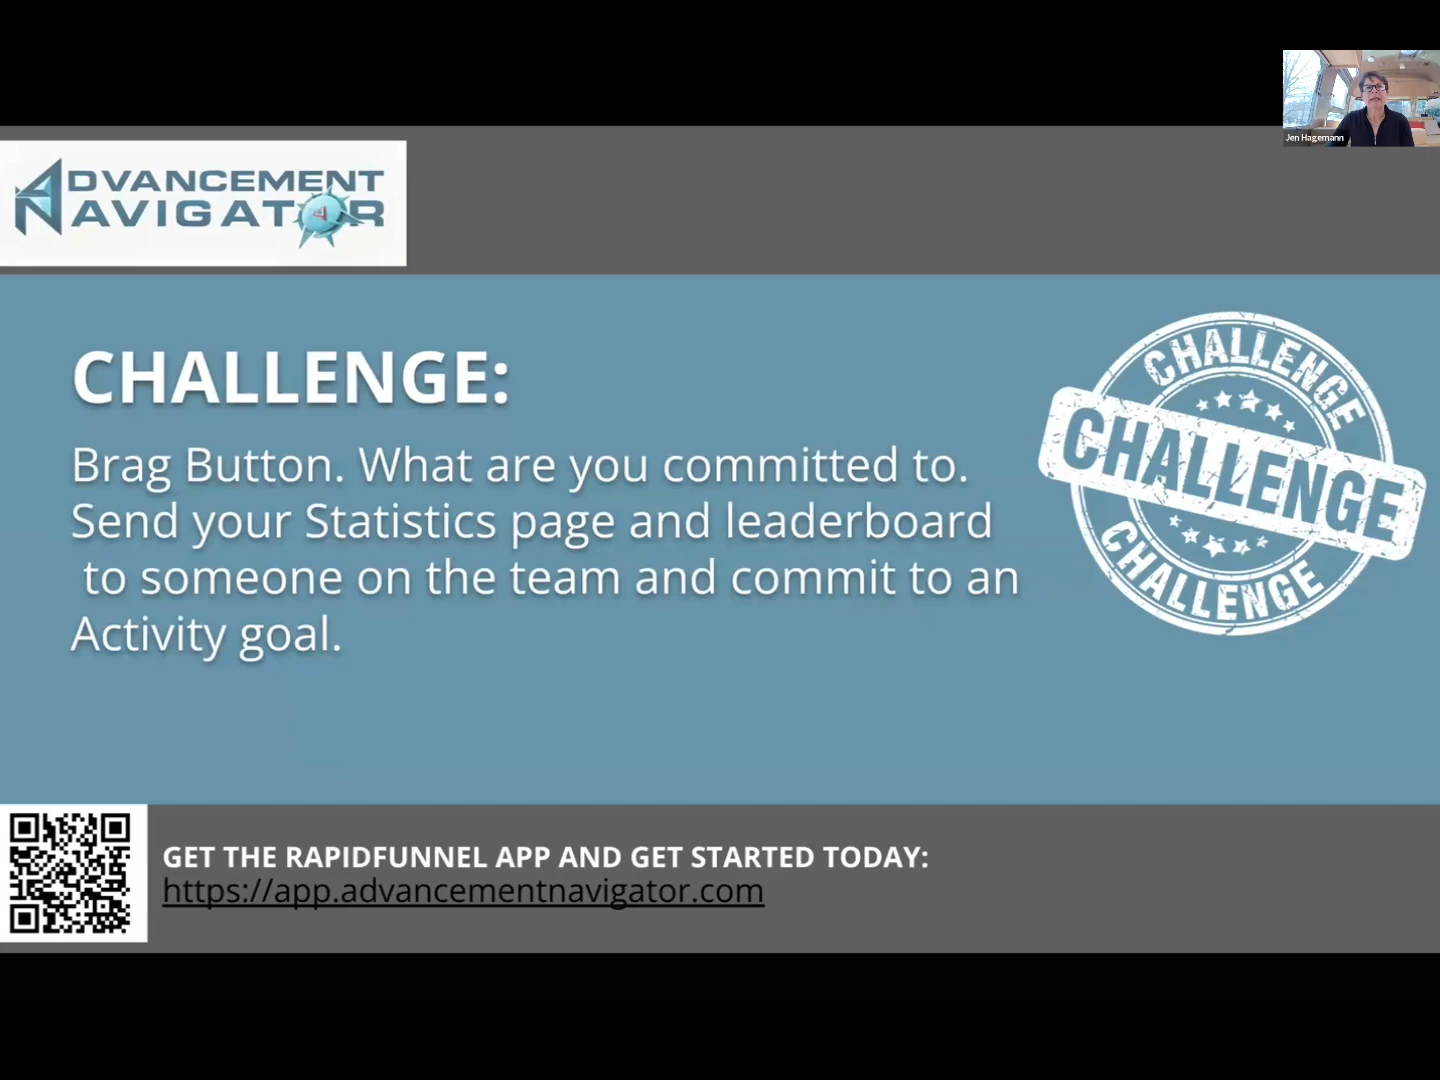 Jen Hagemann
ADVANCEMENT
NAVIGATOR
CHALLENGE:
Brag Button. What are you committed to.
Send your Statistics page and leaderboard
to someone on the team and commit to an
Activity goal.
CHALLENGE
CHALLENGE
CHALLENGE
GET THE RAPIDFUNNEL APP AND GET STARTED TODAY:
https://app.advancementnavigator.com